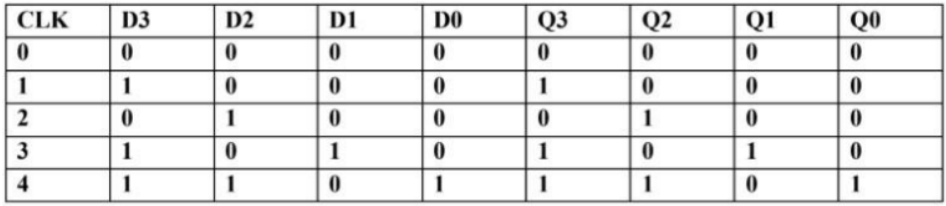 CLK D3 D2 D1 D0 Q3 Q2 Q1 Q0
0 0 0 0 0 0 0 0 0
1 1 0 0 0 1 0 0 0
2 0 1 0 0 0 1 0 0
3 1 0 1 0 1 0 1 0
4 1 1 0 1 1 1 0 1